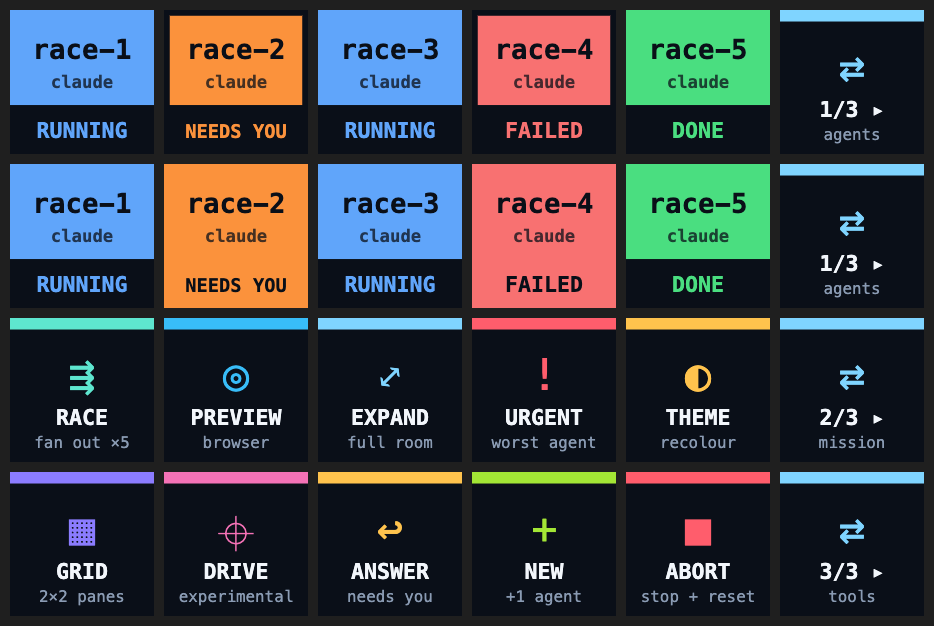 race-1 race-2 race-3 race-4 race-5
claude claude claude claude claude 1/3 ▸
RUNNING NEEDS YOU RUNNING FAILED DONE agents
race-1 race-2 race-3 race-4 race-5
claude claude claude claude claude 1/3 ▸
RUNNING NEEDS YOU RUNNING FAILED DONE agents
RACE PREVIEW EXPAND URGENT THEME 2/3 ▸
fan out ×5 browser full room worst agent recolour mission
GRID DRIVE ANSWER NEW ABORT 3/3 ▸
2×2 panes experimental needs you +1 agent stop + reset tools